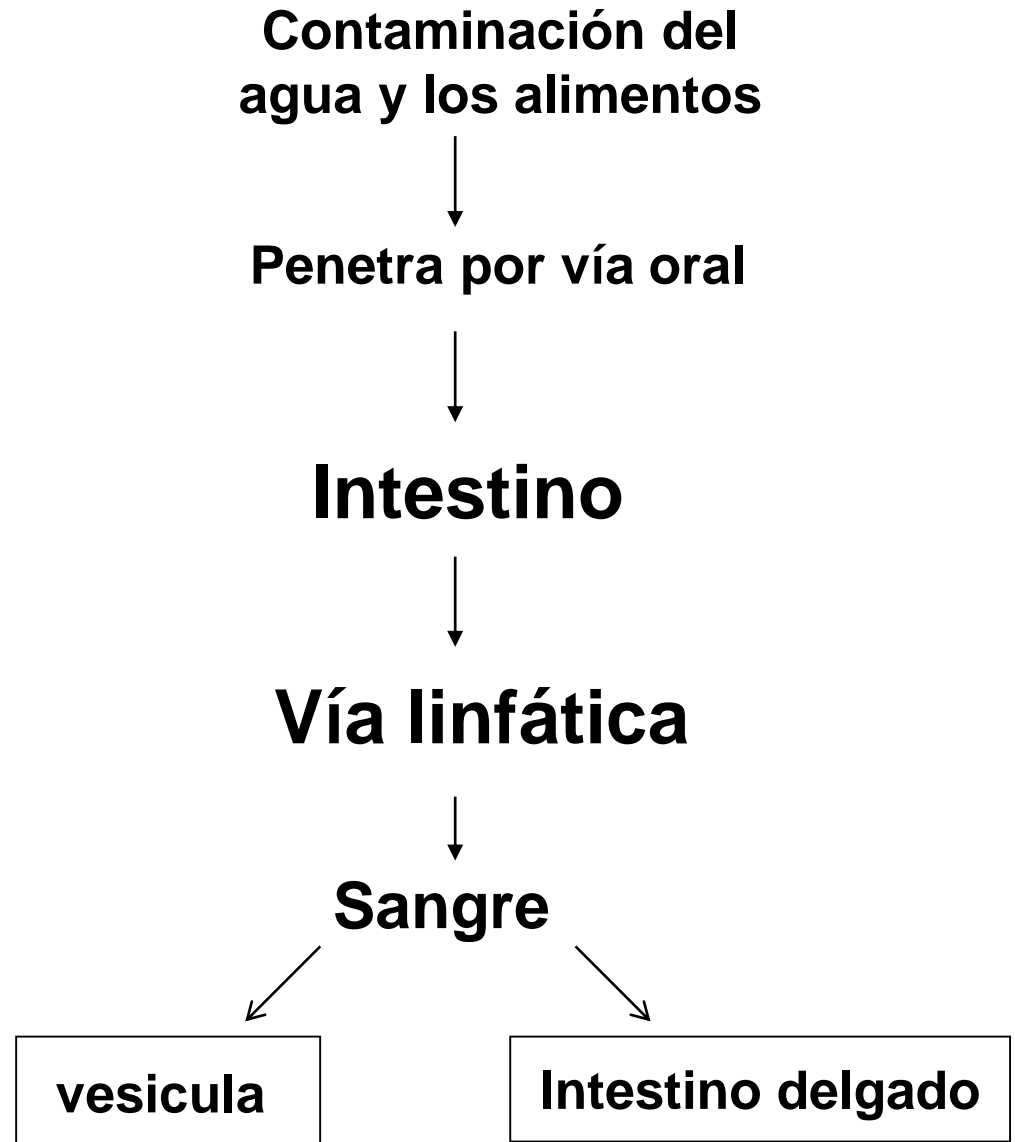 Contaminación del
agua y los alimentos
Penetra por vía oral
Intestino
Vía linfática
Sangre
vesicula
Intestino delgado